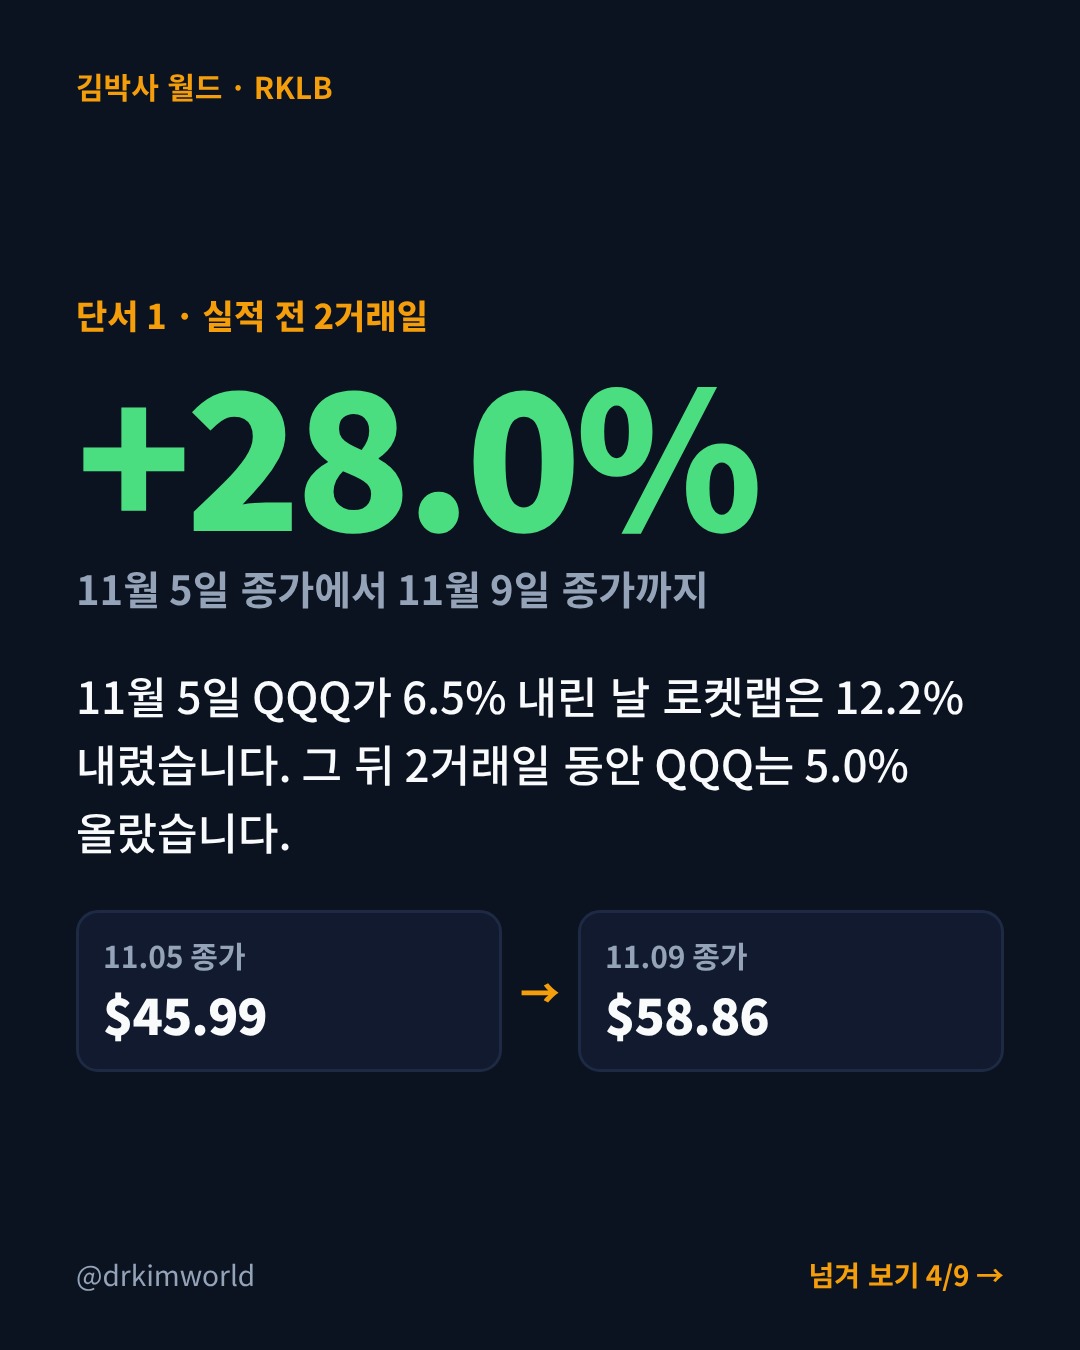 김박사 월드 · RKLB
단서 1 · 실적 전 2거래일
+28.0%
11월 5일 종가에서 11월 9일 종가까지
11월 5일 QQQ가 6.5% 내린 날 로켓랩은 12.2%
내렸습니다. 그 뒤 2거래일 동안 QQQ는 5.0%
올랐습니다.
11.05 종가
$45.99
→
11.09 종가
$58.86
@drkimworld
넘겨 보기 4/9 →